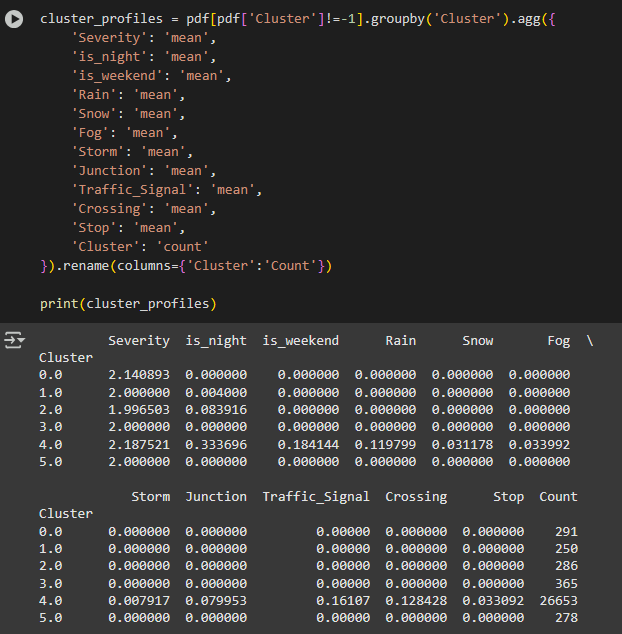 cluster_profiles = pdf[pdf['Cluster']!=-1].groupby('Cluster').agg({
    'Severity': 'mean',
    'is_night': 'mean',
    'is_weekend': 'mean',
    'Rain': 'mean',
    'Snow': 'mean',
    'Fog': 'mean',
    'Storm': 'mean',
    'Junction': 'mean',
    'Traffic_Signal': 'mean',
    'Crossing': 'mean',
    'Stop': 'mean',
    'Cluster': 'count'
}).rename(columns={'Cluster':'Count'})

print(cluster_profiles)

         Severity  is_night  is_weekend      Rain      Snow       Fog  \
Cluster
0.0      2.140893  0.000000    0.000000  0.000000  0.000000  0.000000
1.0      2.000000  0.004000    0.000000  0.000000  0.000000  0.000000
2.0      1.996503  0.083916    0.000000  0.000000  0.000000  0.000000
3.0      2.000000  0.000000    0.000000  0.000000  0.000000  0.000000
4.0      2.187521  0.333696    0.184144  0.119799  0.031178  0.033992
5.0      2.000000  0.000000    0.000000  0.000000  0.000000  0.000000

            Storm  Junction  Traffic_Signal  Crossing      Stop  Count
Cluster
0.0      0.000000  0.000000         0.00000  0.000000  0.000000    291
1.0      0.000000  0.000000         0.00000  0.000000  0.000000    250
2.0      0.000000  0.000000         0.00000  0.000000  0.000000    286
3.0      0.000000  0.000000         0.00000  0.000000  0.000000    365
4.0      0.007917  0.079953         0.16107  0.128428  0.033092  26653
5.0      0.000000  0.000000         0.00000  0.000000  0.000000    278